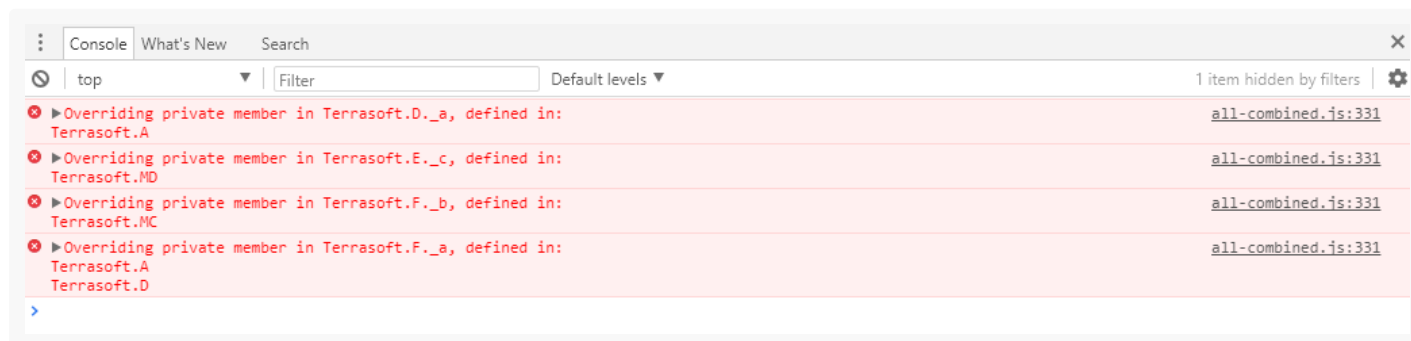 Console What's New Search
top Filter Default levels 1 item hidden by filters
Overriding private member in Terrasoft.D._a, defined in: all-combined.js:331
Terrasoft.A
Overriding private member in Terrasoft.E._c, defined in: all-combined.js:331
Terrasoft.MD
Overriding private member in Terrasoft.F._b, defined in: all-combined.js:331
Terrasoft.MC
Overriding private member in Terrasoft.F._a, defined in: all-combined.js:331
Terrasoft.A
Terrasoft.D